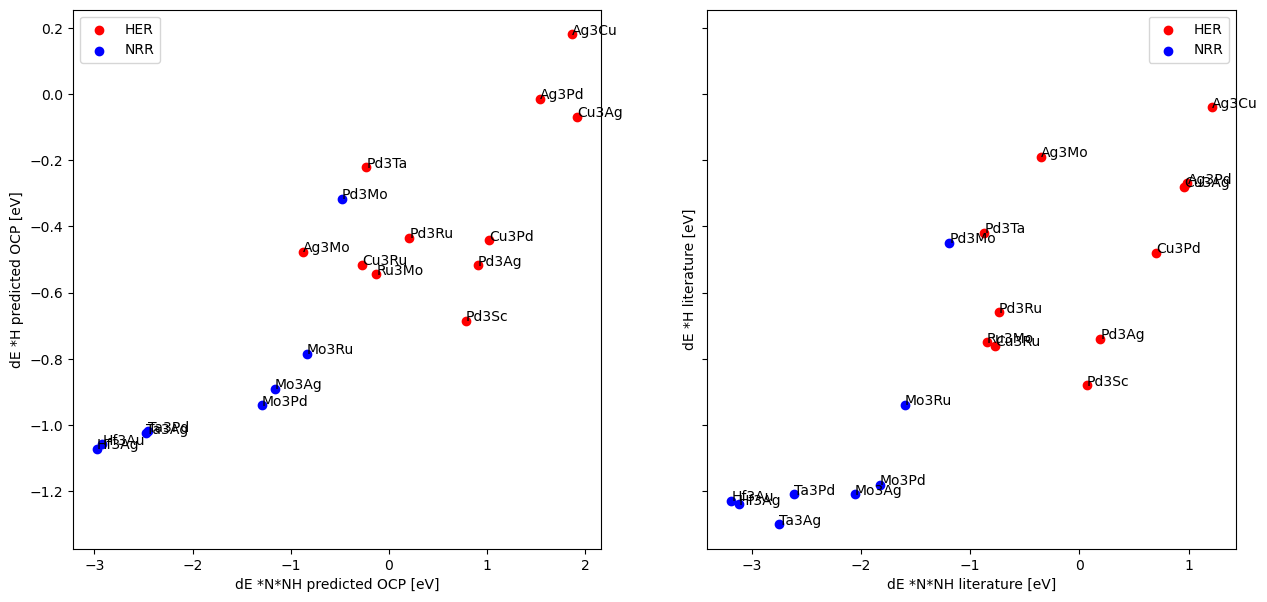 HER
NRR
Ag3Cu
Ag3Pd
Cu3Ag
Pd3Ta
Pd3Mo
Pd3Ru
Cu3Pd
Ag3Mo
Cu3Ru
Pd3Ag
Ru3Mo
Pd3Sc
Mo3Ru
Mo3Ag
Mo3Pd
Ta3Pd
Ta3Ag
Hf3Au
Hf3Ag
0.2
0.0
−0.2
−0.4
−0.6
−0.8
−1.0
−1.2
dE *H predicted OCP [eV]
−3
−2
−1
0
1
2
dE *N*NH predicted OCP [eV]
HER
NRR
Ag3Cu
Ag3Mo
Ag3Pd
Cu3Ag
Pd3Ta
Pd3Mo
Cu3Pd
Pd3Ru
Pd3Ag
Ru3Mo
Cu3Ru
Pd3Sc
Mo3Ru
Mo3Pd
Ta3Pd
Mo3Ag
Hf3Au
Hf3Ag
Ta3Ag
dE *H literature [eV]
−3
−2
−1
0
1
dE *N*NH literature [eV]